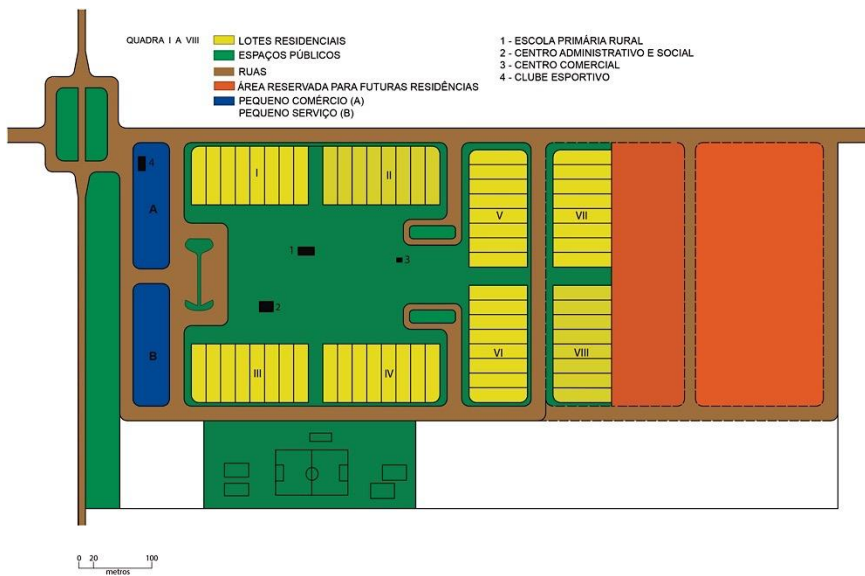 QUADRA I A VIII
LOTES RESIDENCIAIS
ESPAÇOS PÚBLICOS
RUAS
ÁREA RESERVADA PARA FUTURAS RESIDÊNCIAS
PEQUENO COMÉRCIO (A)
PEQUENO SERVIÇO (B)
1 - ESCOLA PRIMÁRIA RURAL
2 - CENTRO ADMINISTRATIVO E SOCIAL
3 - CENTRO COMERCIAL
4 - CLUBE ESPORTIVO
4
I
II
A
V
VII
1
3
2
B
III
IV
VI
VIII
0 20 100
metros